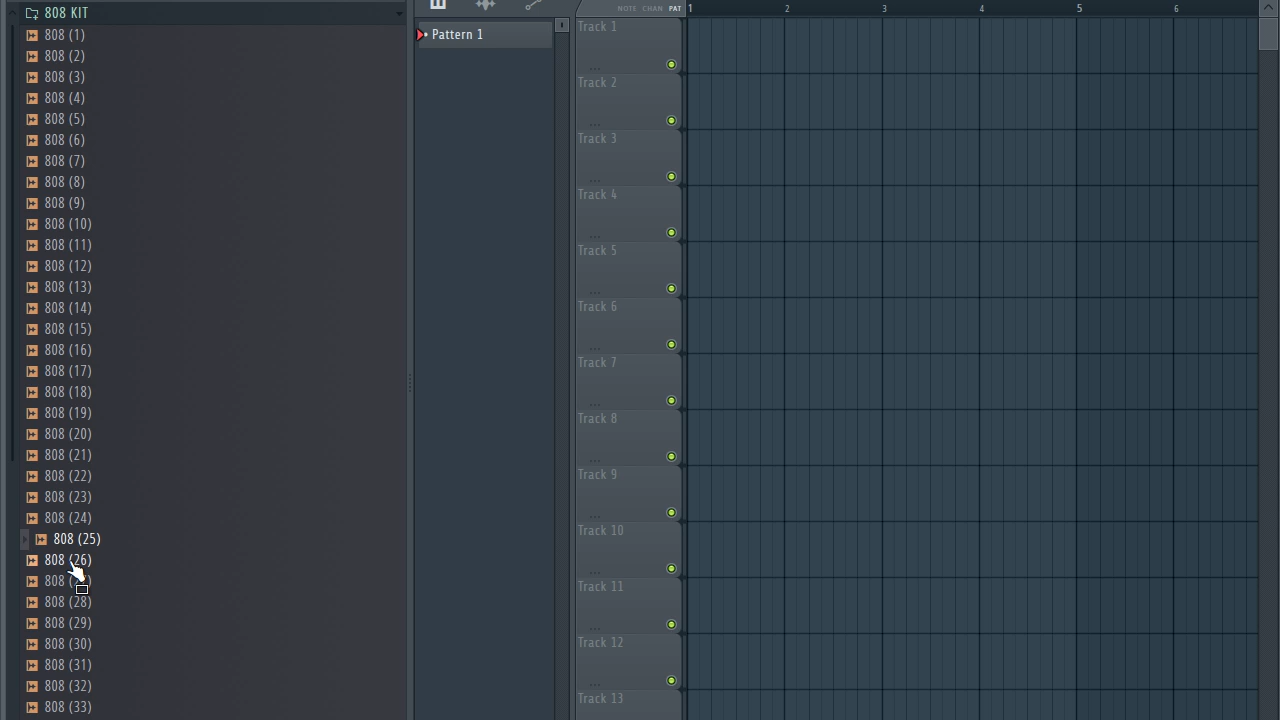 808 KIT
808 (1)
808 (2)
808 (3)
808 (4)
808 (5)
808 (6)
808 (7)
808 (8)
808 (9)
808 (10)
808 (11)
808 (12)
808 (13)
808 (14)
808 (15)
808 (16)
808 (17)
808 (18)
808 (19)
808 (20)
808 (21)
808 (22)
808 (23)
808 (24)
808 (25)
808 (26)
808
808 (28)
808 (29)
808 (30)
808 (31)
808 (32)
808 (33)
Pattern 1
NOTE CHAN PAT
1 2 3 4 5 6
Track 1
Track 2
Track 3
Track 4
Track 5
Track 6
Track 7
Track 8
Track 9
Track 10
Track 11
Track 12
Track 13